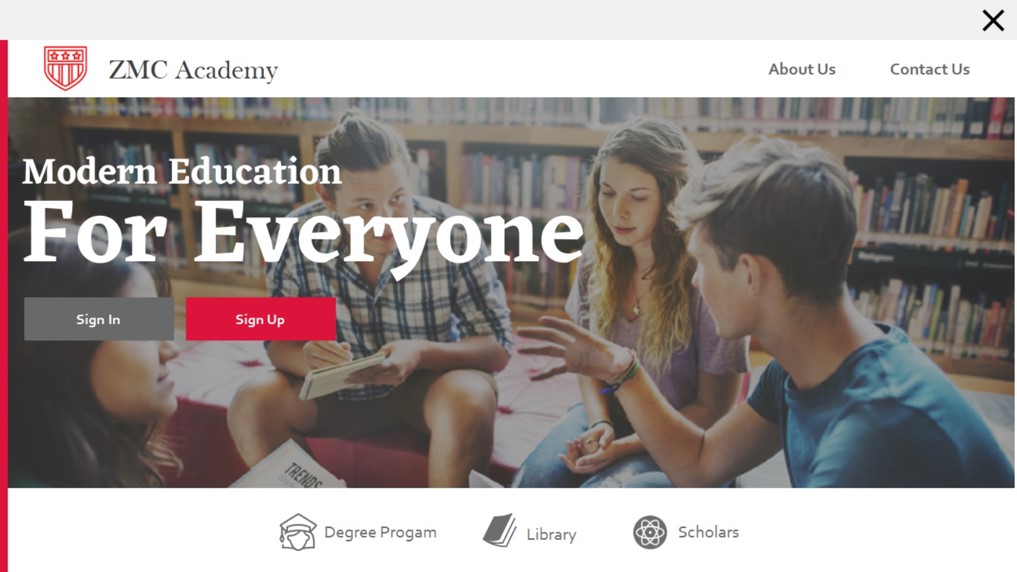 ZMC Academy
About Us
Contact Us
Modern Education
For Everyone
Sign In
Sign Up
Religion
TRENDS
Degree Progam
Library
Scholars